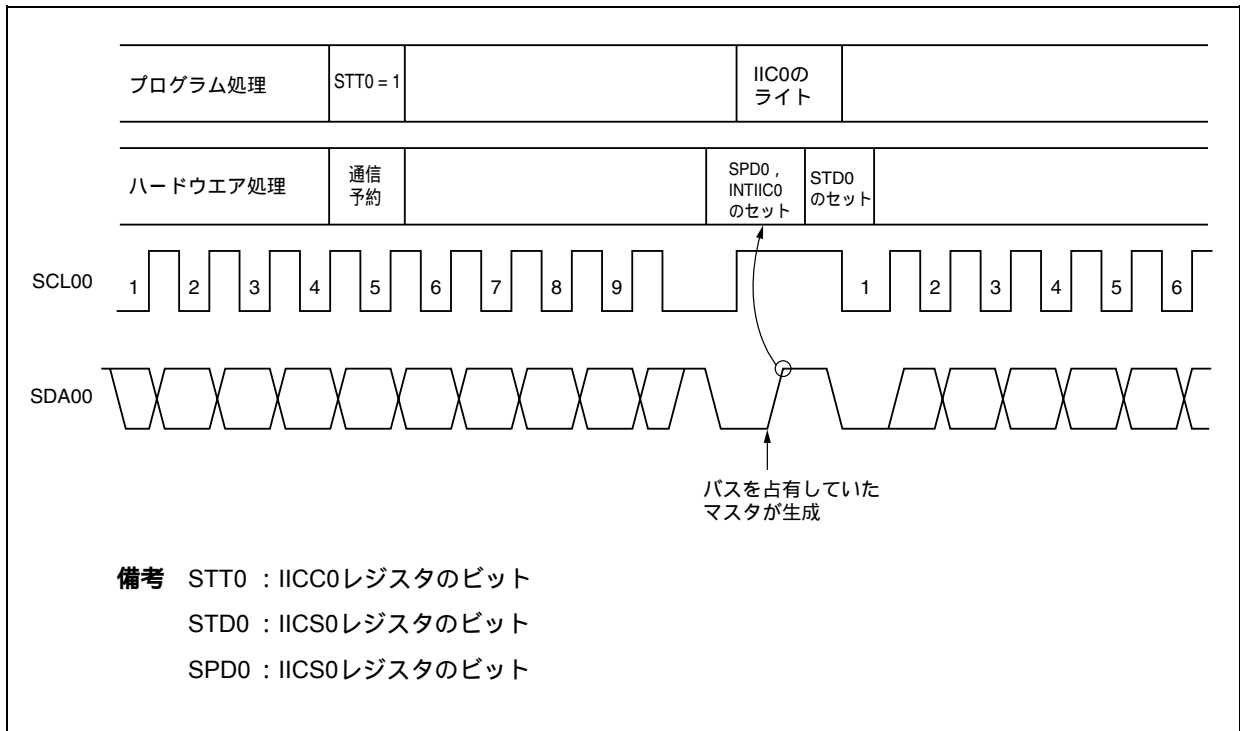 プログラム処理
STT0 = 1
IIC0の
ライト
ハードウエア処理
通信
予約
SPD0 ,
INTIIC0
のセット
STD0
のセット
SCL00
1 2 3 4 5 6 7 8 9 1 2 3 4 5 6
SDA00
バスを占有していた
マスタが生成
備考 STT0 : IICC0レジスタのビット
STD0 : IICS0レジスタのビット
SPD0 : IICS0レジスタのビット